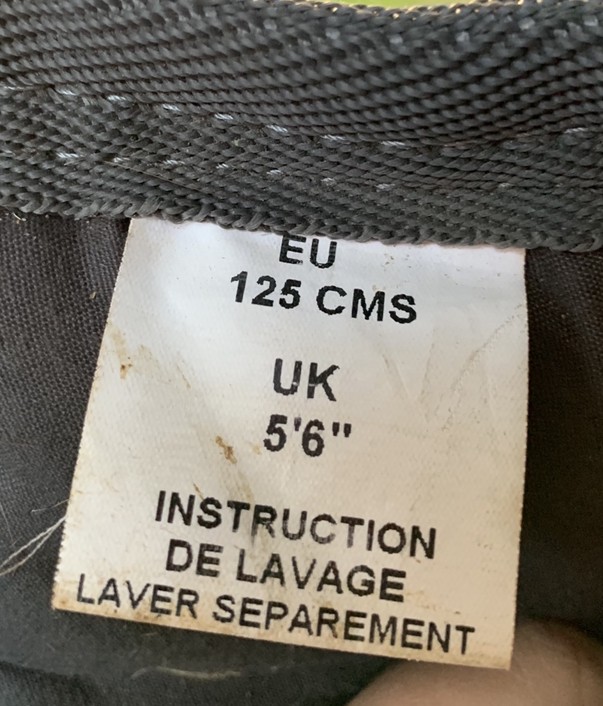 EU
125 CMS
UK
5'6"
INSTRUCTION
DE LAVAGE
LAVER SEPAREMENT